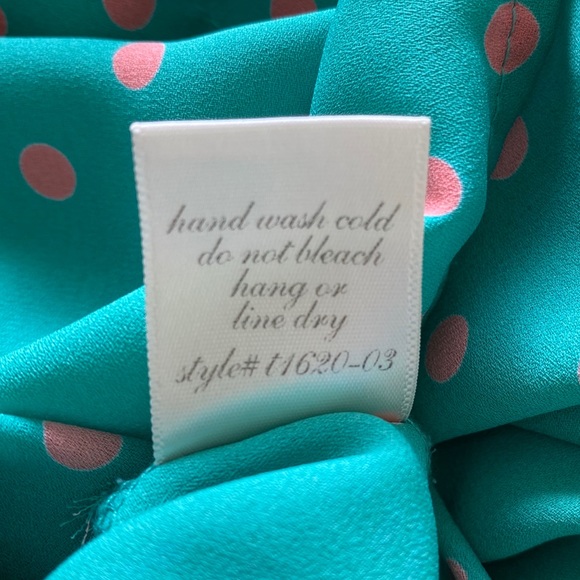 hand wash cold
do not bleach
hang or
line dry
style# t1620-03